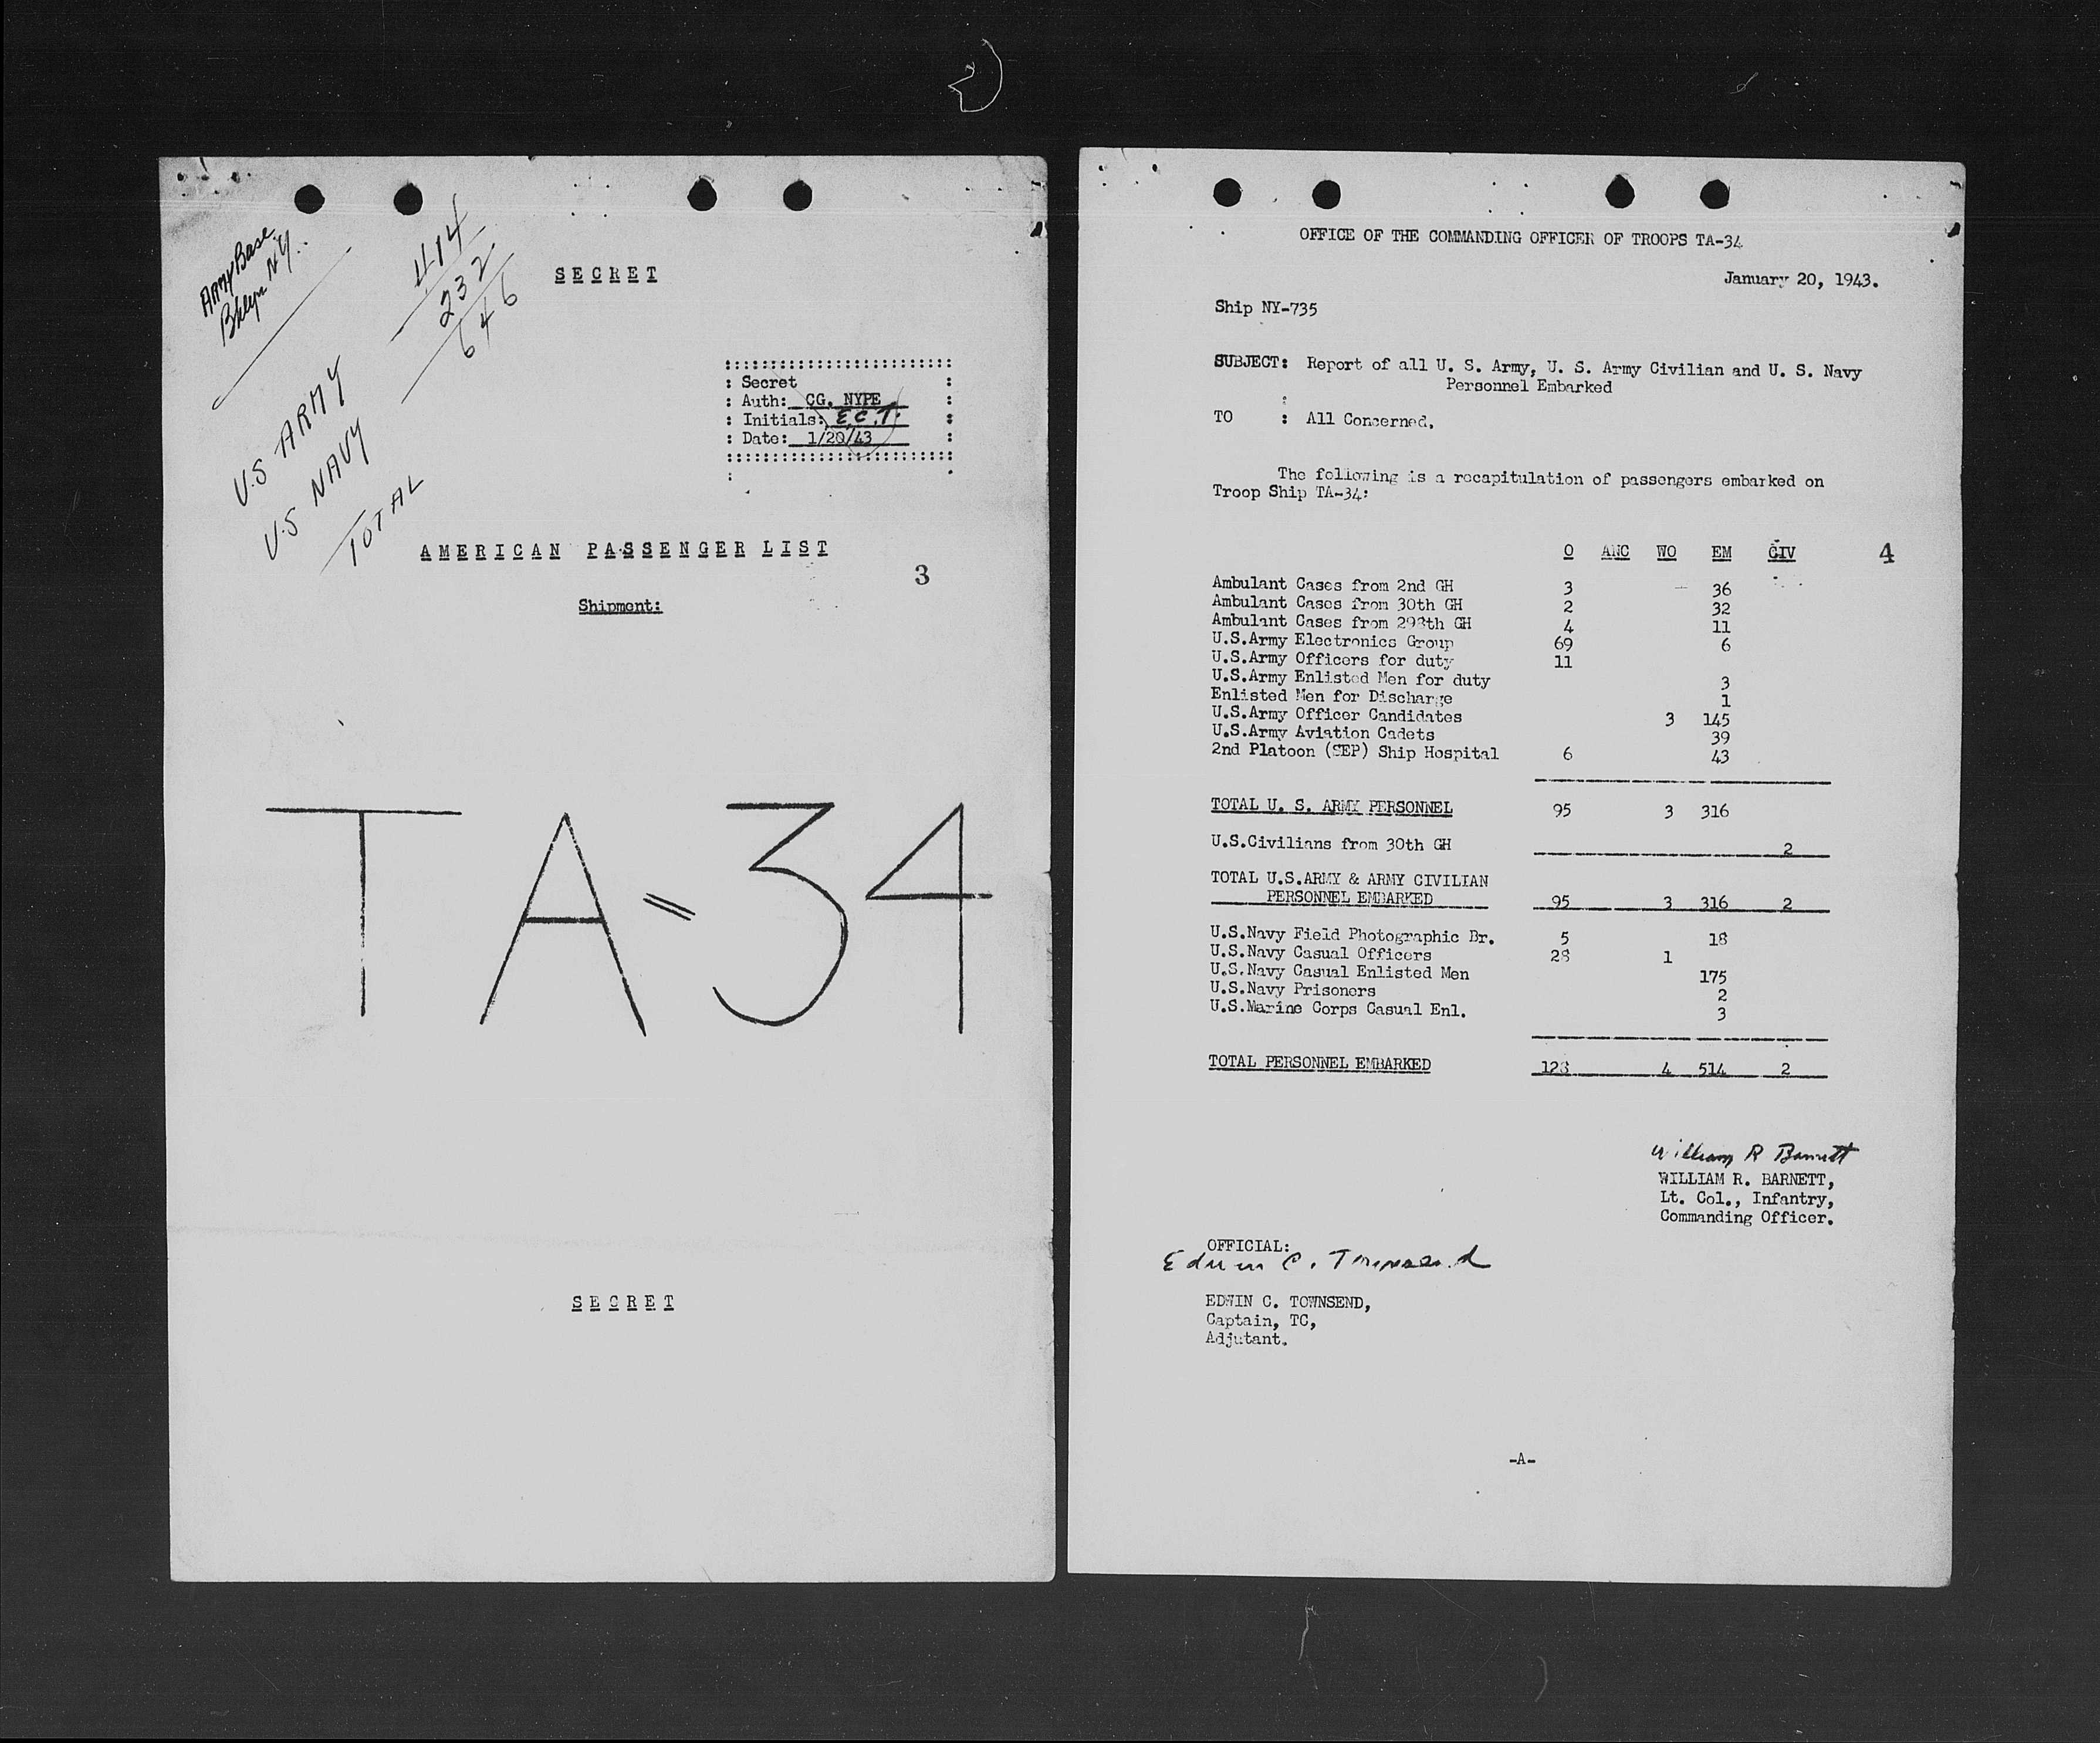 Army Base
Bklyn NY.
U.S ARMY 414
U.S NAVY 232
TOTAL 646
SECRET
: Secret :
: Auth: CG. NYPE :
: Initials: E.C.T. :
: Date: 1/20/43 :
AMERICAN PASSENGER LIST
3
Shipment:
TA-34
SECRET
OFFICE OF THE COMMANDING OFFICER OF TROOPS TA-34
January 20, 1943.
Ship NY-735
SUBJECT: Report of all U. S. Army, U. S. Army Civilian and U. S. Navy
Personnel Embarked
TO : All Concerned.
The following is a recapitulation of passengers embarked on
Troop Ship TA-34:
O ANC WO EM CIV 4
Ambulant Cases from 2nd GH 3 36
Ambulant Cases from 30th GH 2 32
Ambulant Cases from 298th GH 4 11
U.S.Army Electronics Group 69 6
U.S.Army Officers for duty 11
U.S.Army Enlisted Men for duty 3
Enlisted Men for Discharge 1
U.S.Army Officer Candidates 3 145
U.S.Army Aviation Cadets 39
2nd Platoon (SEP) Ship Hospital 6 43
TOTAL U. S. ARMY PERSONNEL 95 3 316
U.S.Civilians from 30th GH 2
TOTAL U.S.ARMY & ARMY CIVILIAN
PERSONNEL EMBARKED 95 3 316 2
U.S.Navy Field Photographic Br. 5 18
U.S.Navy Casual Officers 28 1
U.S.Navy Casual Enlisted Men 175
U.S.Navy Prisoners 2
U.S.Marine Corps Casual Enl. 3
TOTAL PERSONNEL EMBARKED 128 4 514 2
William R Barnett
WILLIAM R. BARNETT,
Lt. Col., Infantry,
Commanding Officer.
OFFICIAL:
Edwin C. Townsend
EDWIN C. TOWNSEND,
Captain, TC,
Adjutant.
-A-